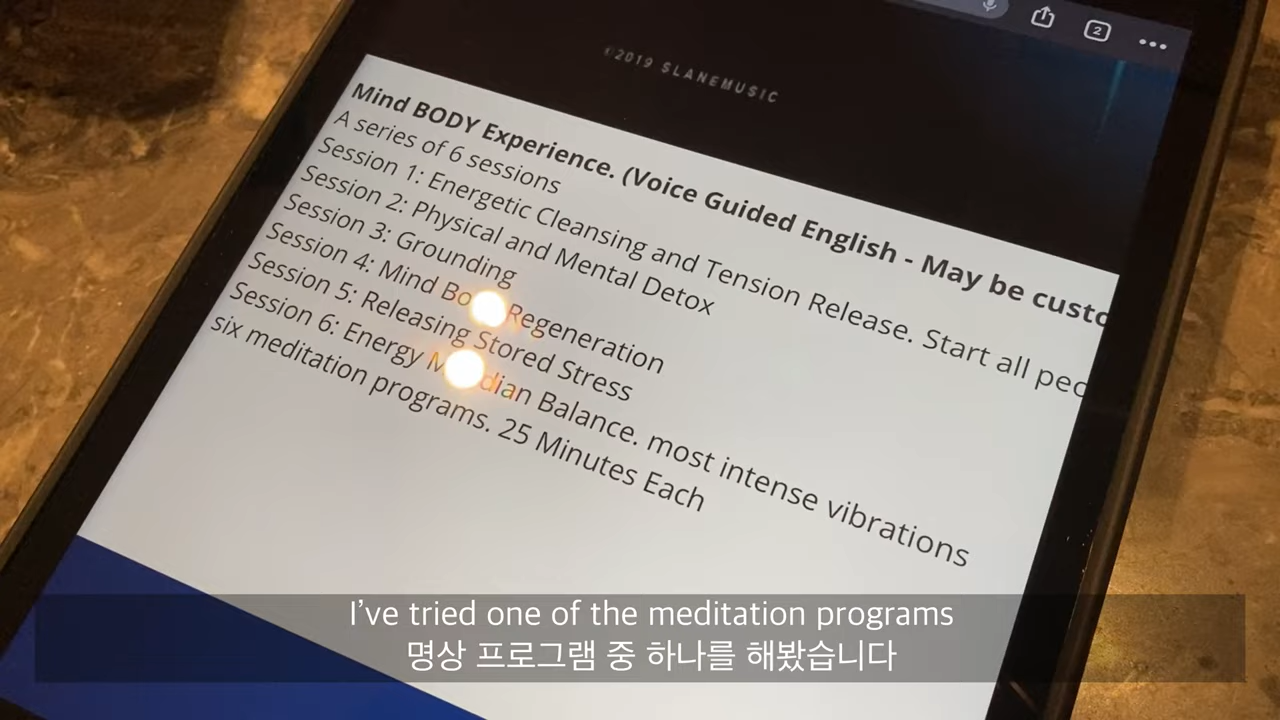 2
©2019 SLANEMUSIC
Mind BODY Experience. (Voice Guided English - May be custo
A series of 6 sessions
Session 1: Energetic Cleansing and Tension Release. Start all peo
Session 2: Physical and Mental Detox
Session 3: Grounding
Session 4: Mind Body Regeneration
Session 5: Releasing Stored Stress
Session 6: Energy Balance. most intense vibrations
six meditation programs. 25 Minutes Each
I've tried one of the meditation programs
명상 프로그램 중 하나를 해봤습니다